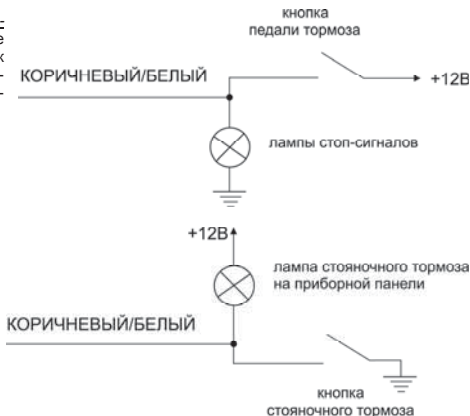 кнопка
педали тормоза
е
к
КОРИЧНЕВЫЙ/БЕЛЫЙ
+12В
лампы стоп-сигналов
+12В
лампа стояночного тормоза
на приборной панели
КОРИЧНЕВЫЙ/БЕЛЫЙ
кнопка
стояночного тормоза